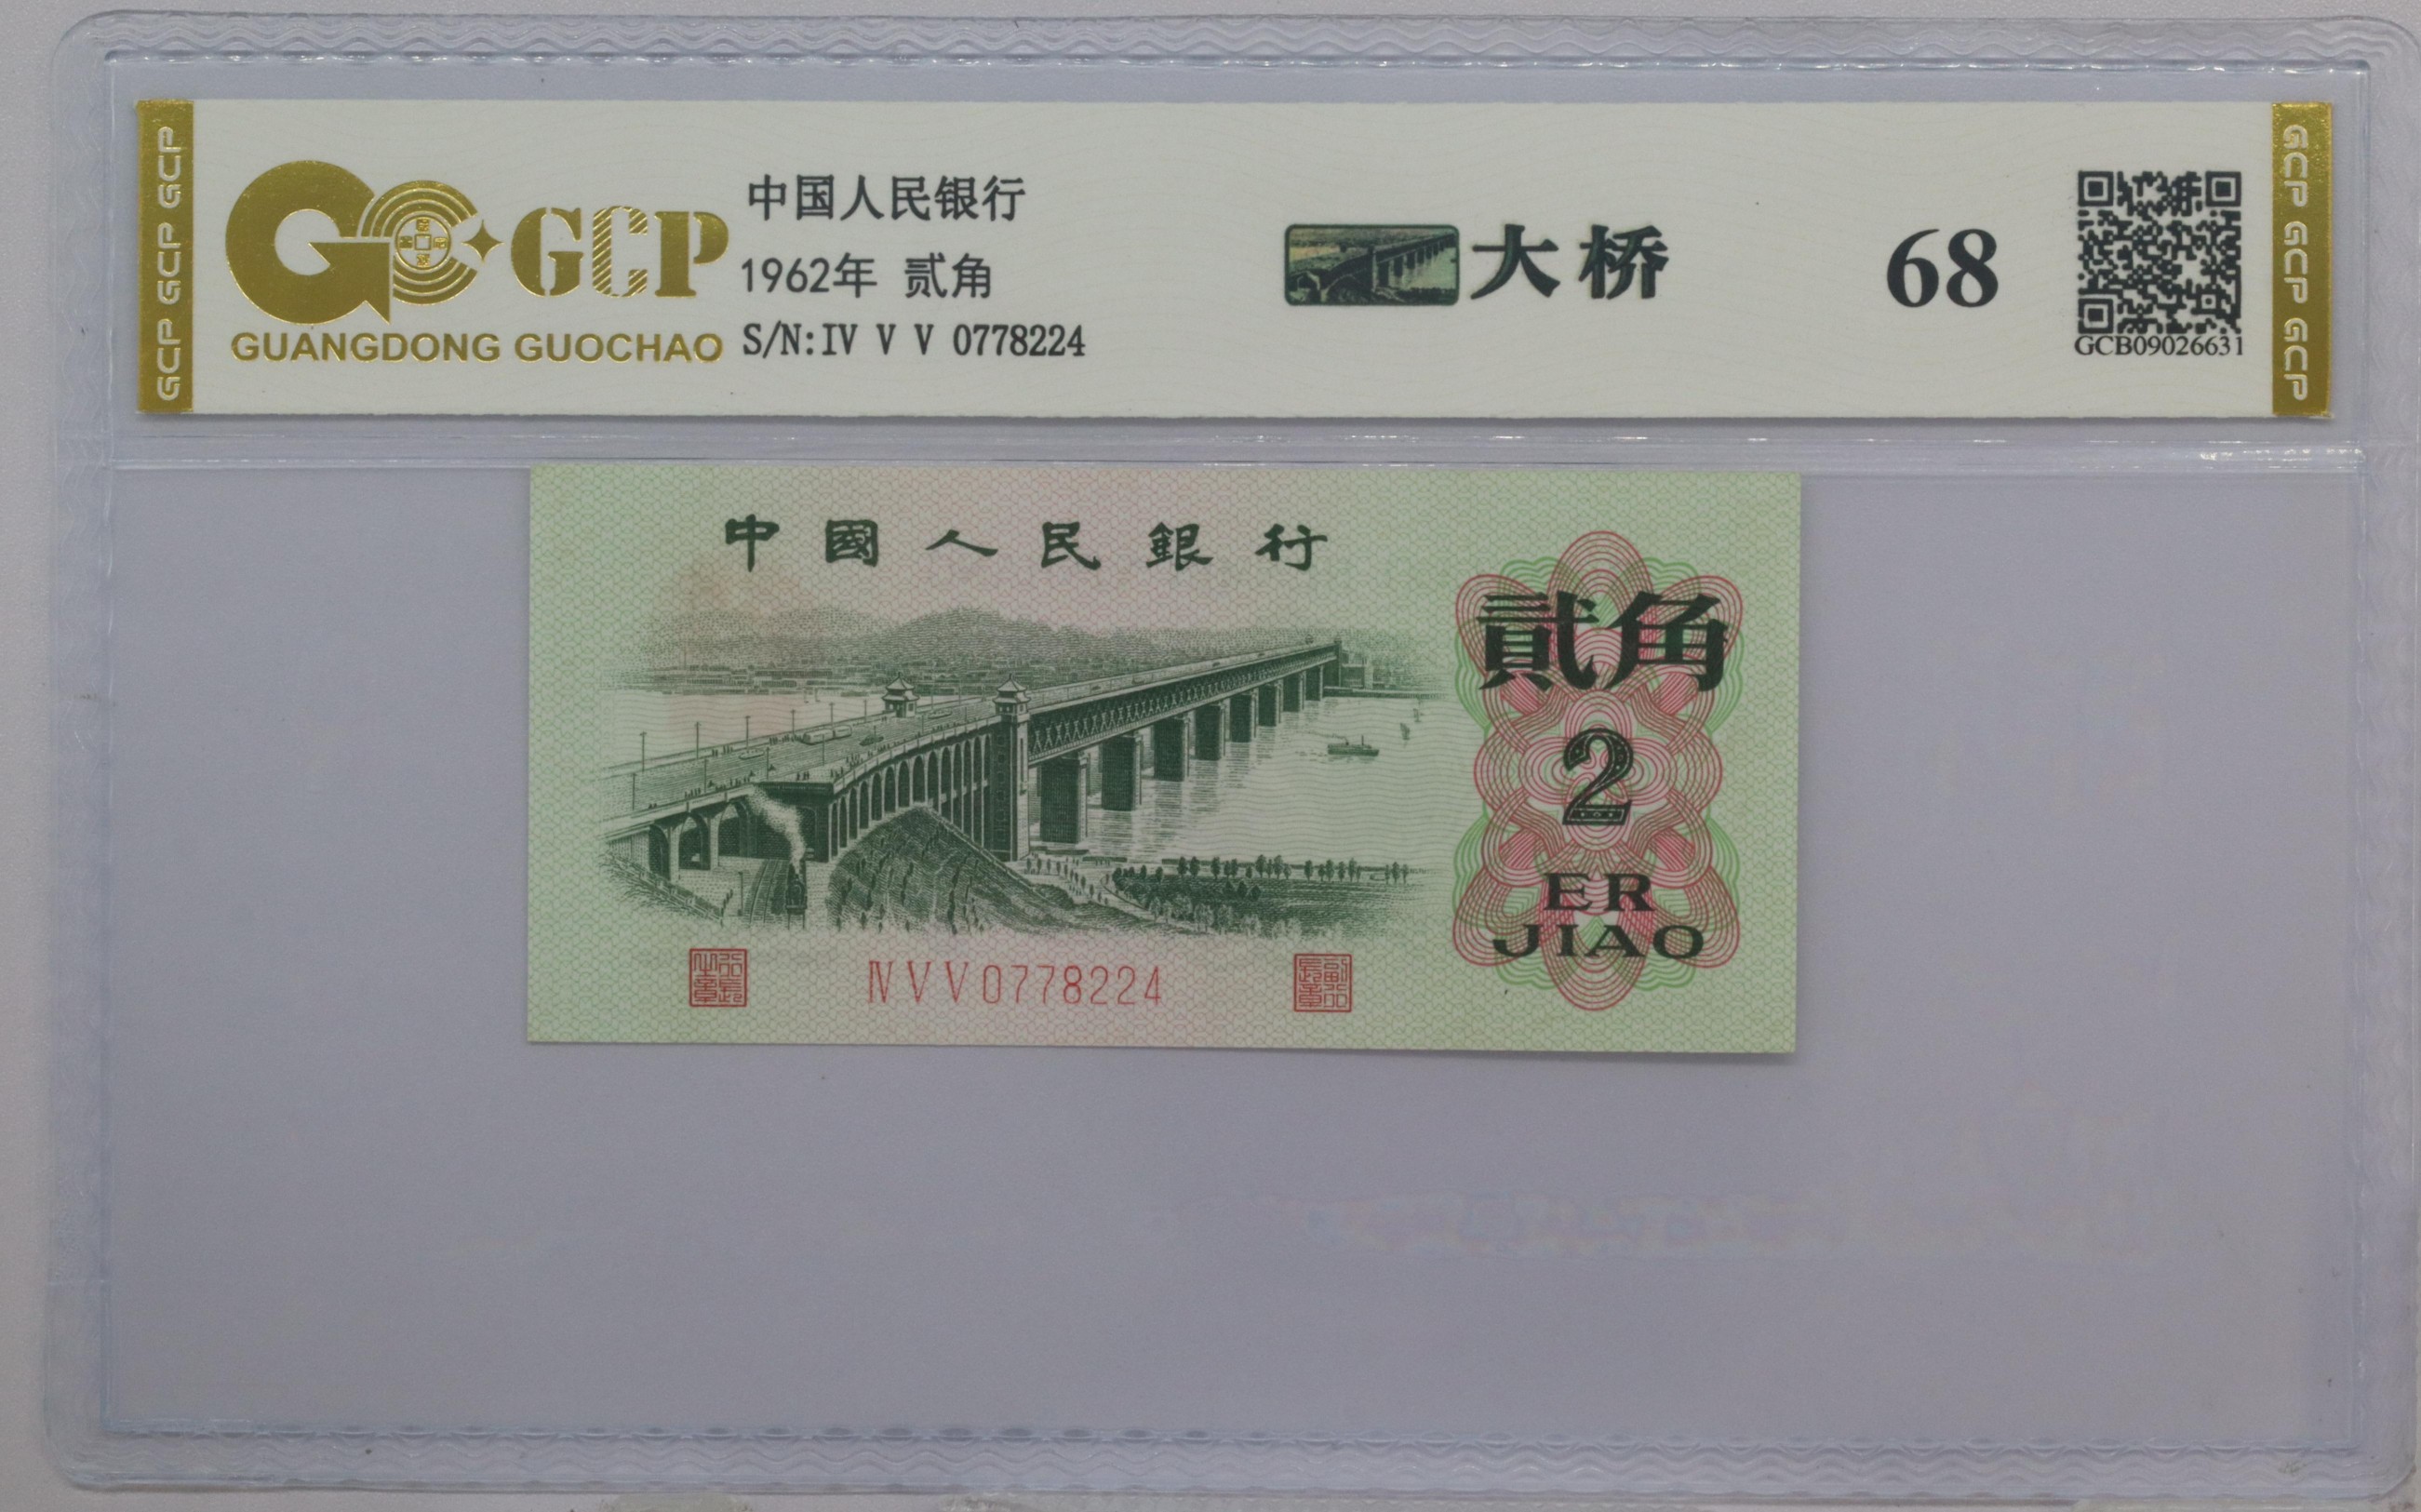 GCP GCP GCP
GCP
GUANGDONG GUOCHAO
中国人民银行
1962年 贰角
S/N:IV V V 0778224
大桥
68
GCB09026631
GCP GCP GCP
中國人民銀行
貳角
2
ER
JIAO
ⅣⅤⅤ0778224